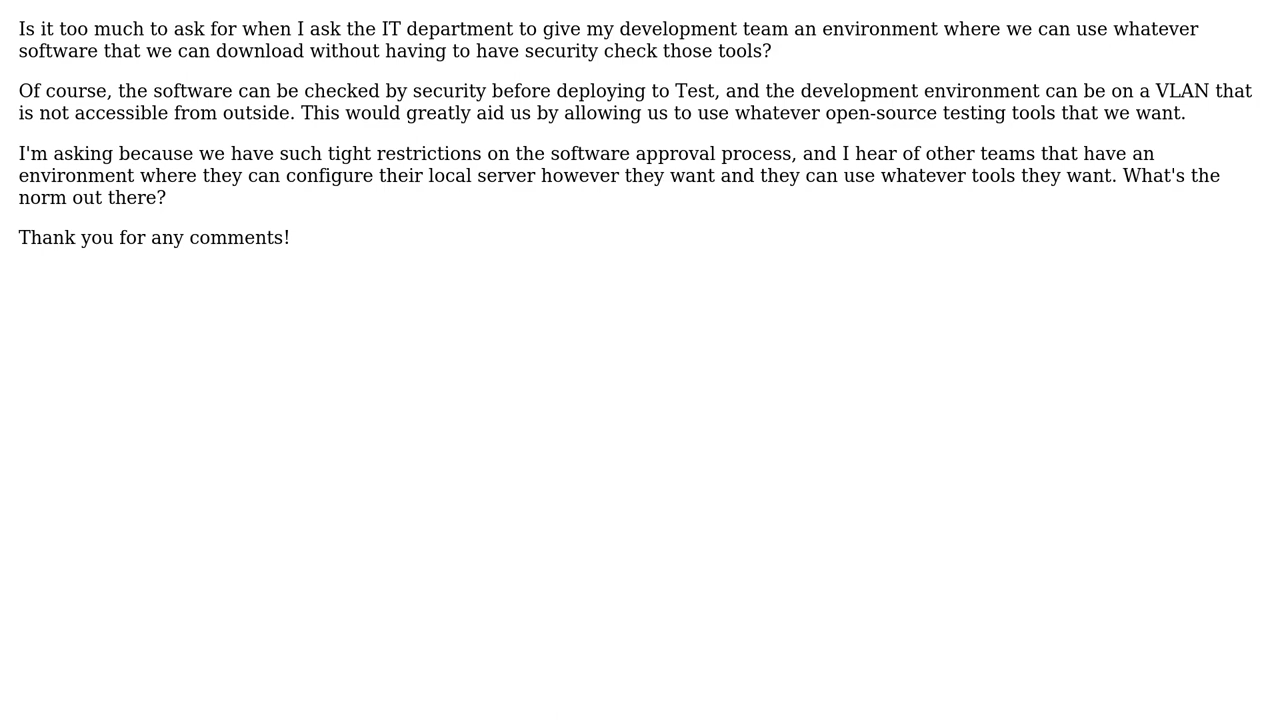 Is it too much to ask for when I ask the IT department to give my development team an environment where we can use whatever
software that we can download without having to have security check those tools?
Of course, the software can be checked by security before deploying to Test, and the development environment can be on a VLAN that
is not accessible from outside. This would greatly aid us by allowing us to use whatever open-source testing tools that we want.
I'm asking because we have such tight restrictions on the software approval process, and I hear of other teams that have an
environment where they can configure their local server however they want and they can use whatever tools they want. What's the
norm out there?
Thank you for any comments!